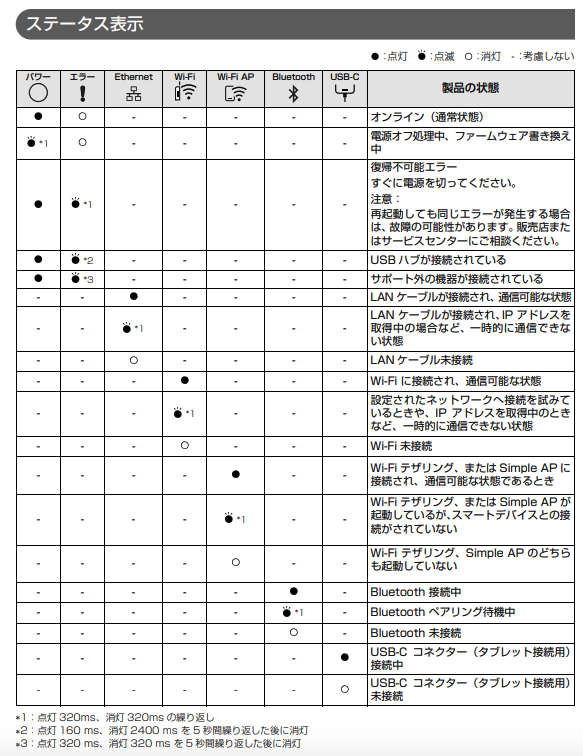 ステータス表示
●：点灯　：点滅　○：消灯　-：考慮しない
パワー エラー Ethernet Wi-Fi Wi-Fi AP Bluetooth USB-C 製品の状態
● ○ - - - - - オンライン（通常状態）
*1 ○ - - - - - 電源オフ処理中、ファームウェア書き換え
中
復帰不可能エラー
すぐに電源を切ってください。
注意：
● *1 - - - - - 再起動しても同じエラーが発生する場合
は、故障の可能性があります。販売店また
はサービスセンターにご相談ください。
● *2 - - - - - USB ハブが接続されている
● *3 - - - - - サポート外の機器が接続されている
- - ● - - - - LAN ケーブルが接続され、通信可能な状態
LAN ケーブルが接続され、IP アドレスを
- - *1 - - - - 取得中の場合など、一時的に通信できな
い状態
- - ○ - - - - LAN ケーブル未接続
- - - ● - - - Wi-Fi に接続され、通信可能な状態
設定されたネットワークへ接続を試みて
- - - *1 - - - いるときや、IP アドレスを取得中のとき
など、一時的に通信できない状態
- - - ○ - - - Wi-Fi 未接続
- - - - ● - - Wi-Fi テザリング、または Simple AP に
接続され、通信可能な状態であるとき
Wi-Fi テザリング、または Simple AP が
- - - - *1 - - 起動しているが、スマートデバイスとの接
続がされていない
- - - - ○ - - Wi-Fi テザリング、Simple AP のどちら
も起動していない
- - - - - ● - Bluetooth 接続中
- - - - - *1 - Bluetooth ペアリング待機中
- - - - - ○ - Bluetooth 未接続
- - - - - - ● USB-C コネクター（タブレット接続用）
接続中
- - - - - - ○ USB-C コネクター（タブレット接続用）
未接続
*1：点灯 320ms、消灯 320ms の繰り返し
*2：点灯 160 ms、消灯 2400 ms を 5 秒間繰り返した後に消灯
*3：点灯 320 ms、消灯 320 ms を 5 秒間繰り返した後に消灯